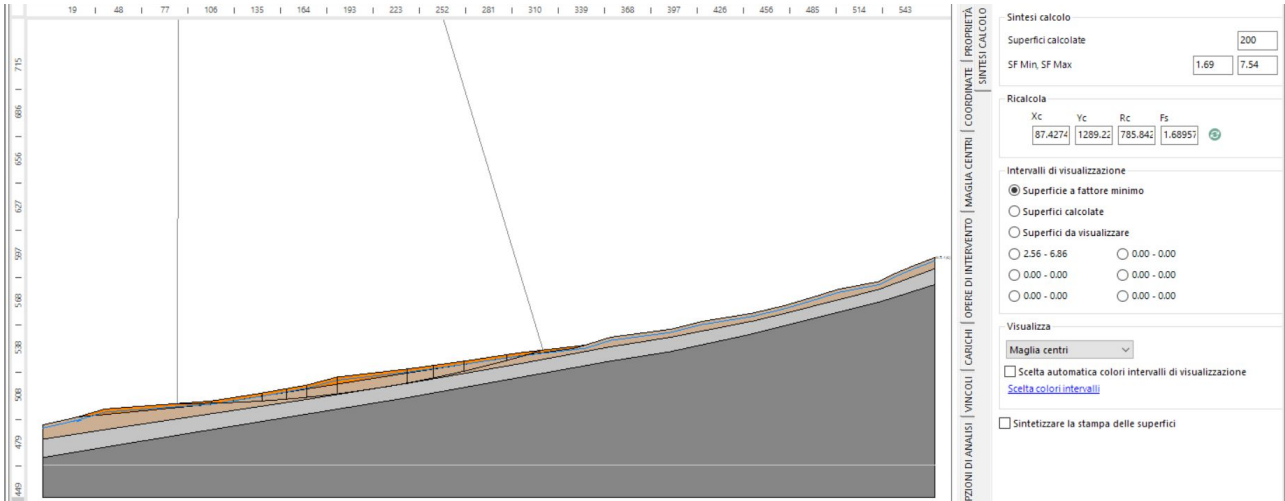 19 | 48 | 77 | 106 | 135 | 164 | 193 | 223 | 252 | 281 | 310 | 339 | 368 | 397 | 426 | 456 | 485 | 514 | 543
715
686
656
627
597
568
538
508
479
449
PROPRIETÀ
SINTESI CALCOLO
COORDINATE
MAGLIA CENTRI
OPERE DI INTERVENTO
CARICHI
VINCOLI
PZIONI DI ANALISI
Sintesi calcolo
Superfici calcolate 200
SF Min, SF Max 1.69 7.54
Ricalcola
Xc Yc Rc Fs
87.4274 1289.22 785.842 1.68957
Intervalli di visualizzazione
Superficie a fattore minimo
Superfici calcolate
Superfici da visualizzare
2.56 - 6.86 0.00 - 0.00
0.00 - 0.00 0.00 - 0.00
0.00 - 0.00 0.00 - 0.00
Visualizza
Maglia centri
Scelta automatica colori intervalli di visualizzazione
Scelta colori intervalli
Sintetizzare la stampa delle superfici